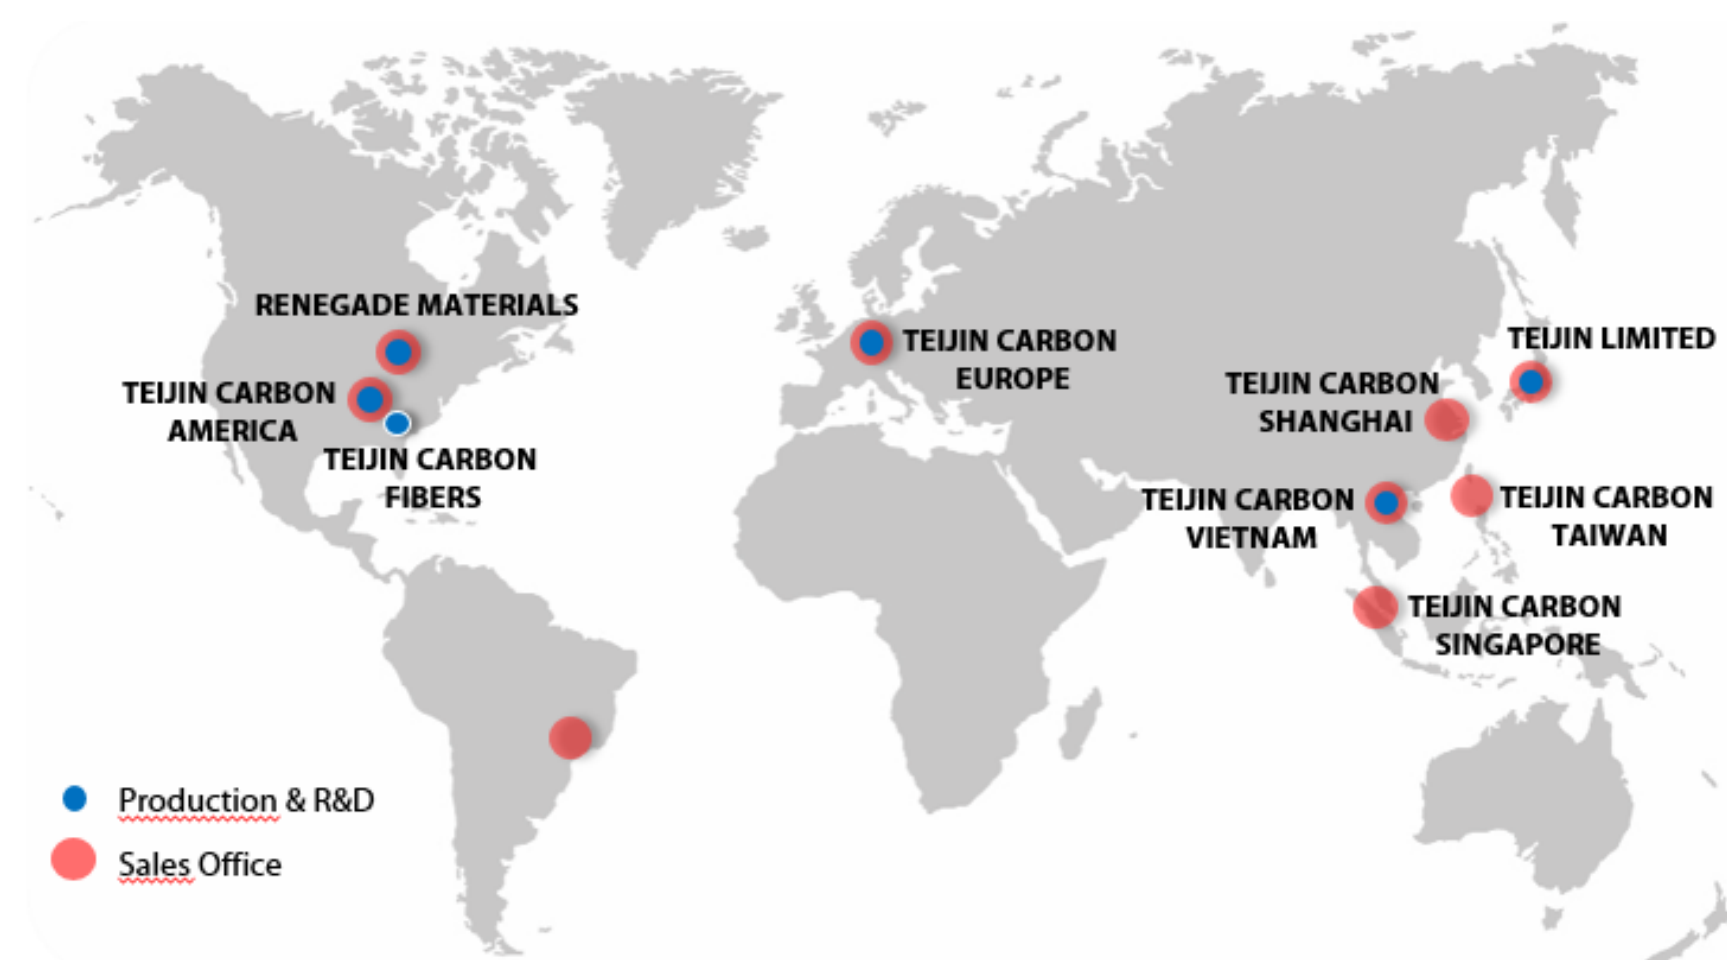 RENEGADE MATERIALS
TEIJIN CARBON
AMERICA
TEIJIN CARBON
FIBERS
TEIJIN CARBON
EUROPE
TEIJIN LIMITED
TEIJIN CARBON
SHANGHAI
TEIJIN CARBON
VIETNAM
TEIJIN CARBON
TAIWAN
TEIJIN CARBON
SINGAPORE
Production & R&D
Sales Office